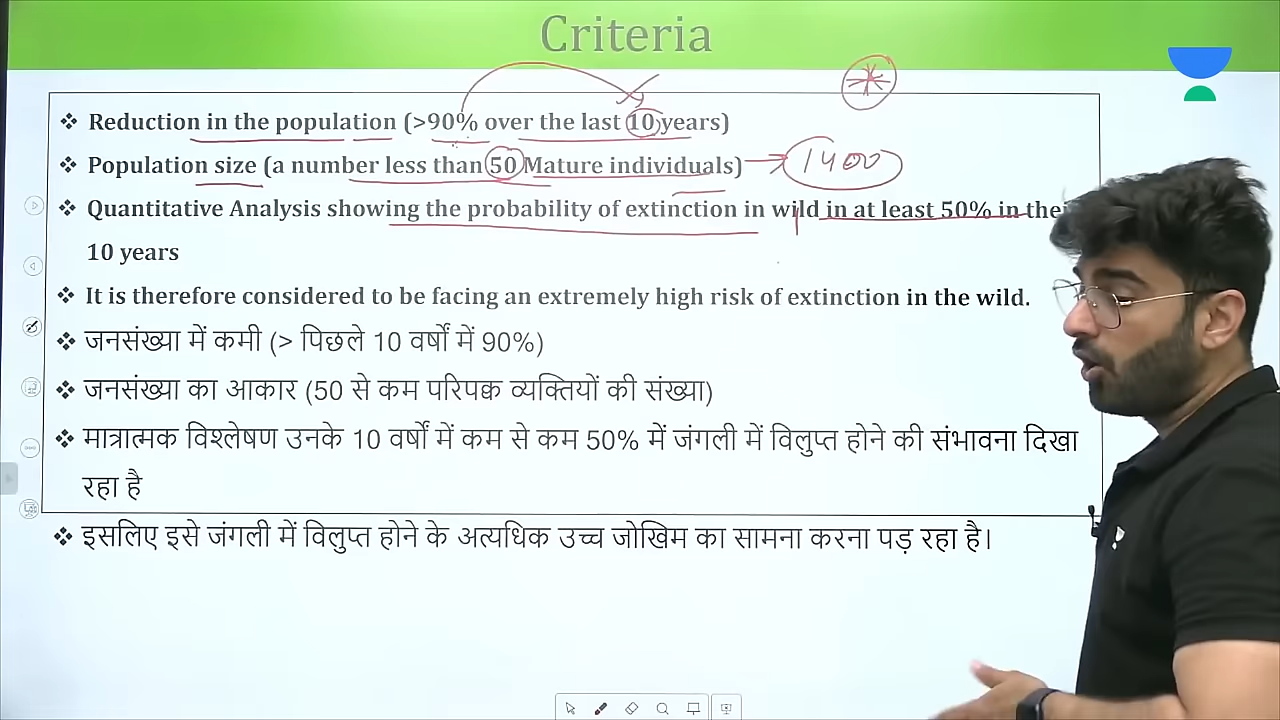 Criteria
❖ Reduction in the population (>90% over the last 10 years)
❖ Population size (a number less than 50 Mature individuals) → 1400
❖ Quantitative Analysis showing the probability of extinction in wild in at least 50% in the
10 years
❖ It is therefore considered to be facing an extremely high risk of extinction in the wild.
❖ जनसंख्या में कमी (> पिछले 10 वर्षों में 90%)
❖ जनसंख्या का आकार (50 से कम परिपक्व व्यक्तियों की संख्या)
❖ मात्रात्मक विश्लेषण उनके 10 वर्षों में कम से कम 50% में जंगली में विलुप्त होने की संभावना दिखा
रहा है
❖ इसलिए इसे जंगली में विलुप्त होने के अत्यधिक उच्च जोखिम का सामना करना पड़ रहा है।